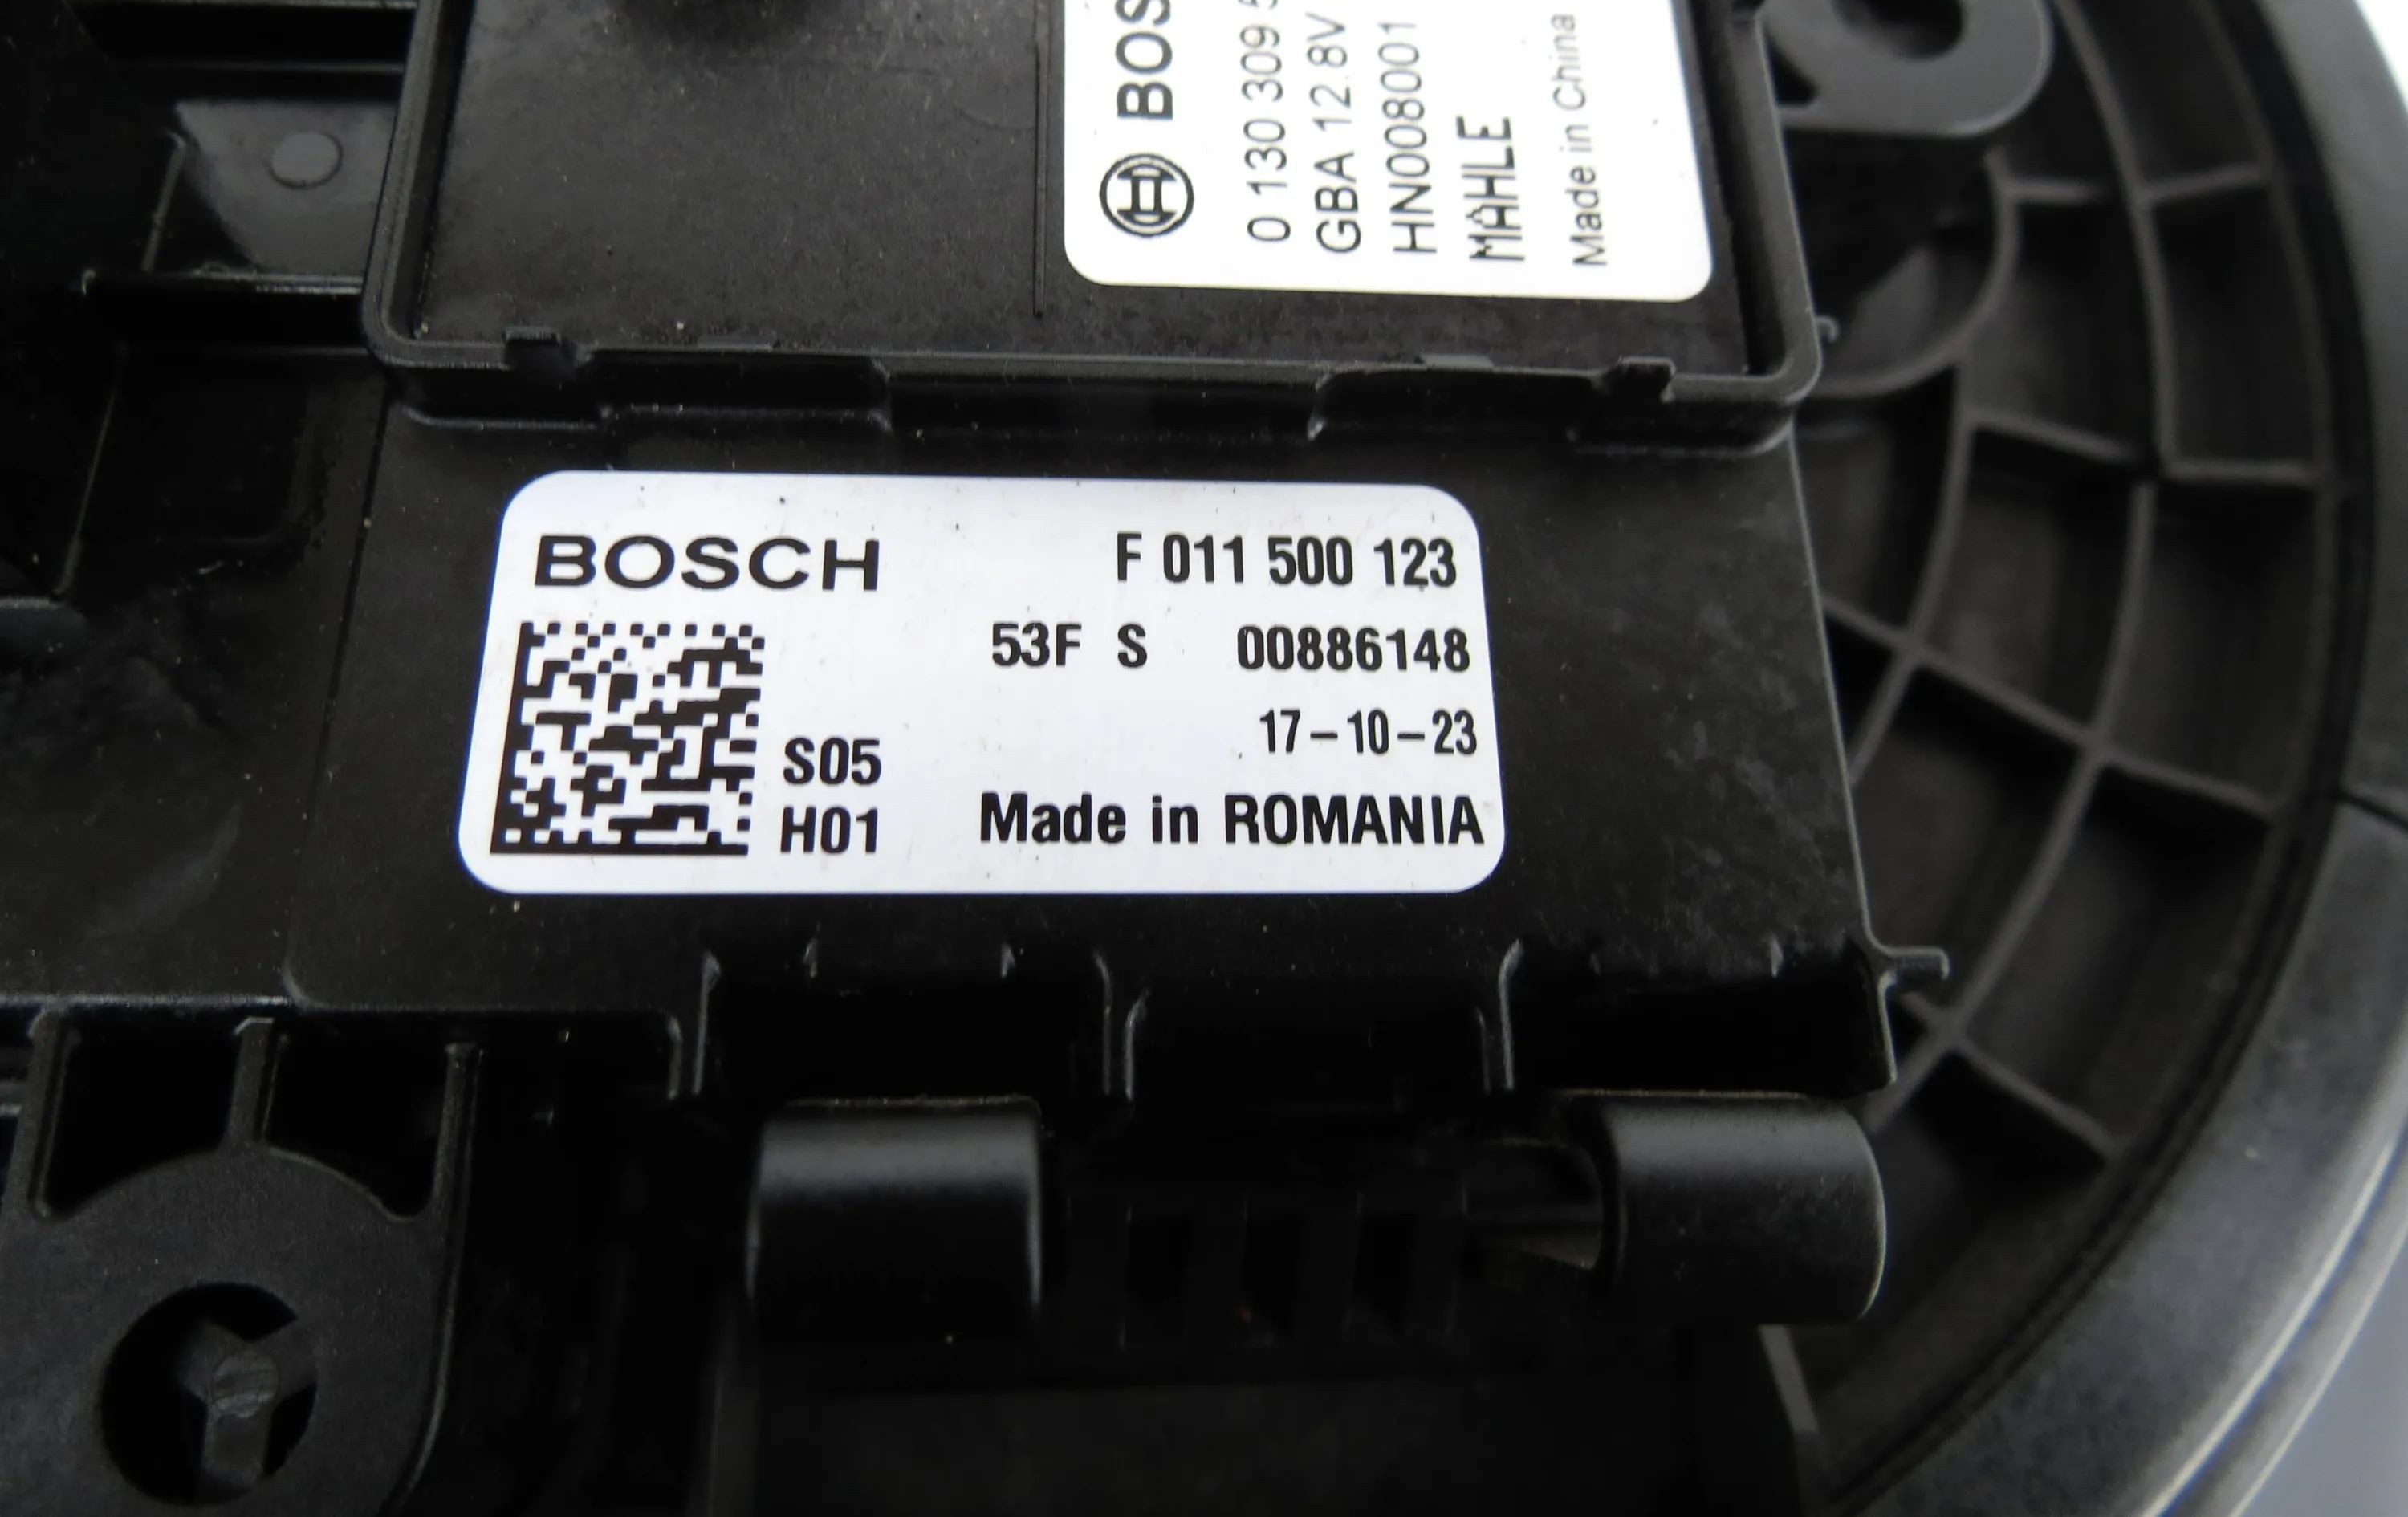 BOS
0 130 309
GBA 12.8V
HN008001
MAHLE
Made in China
BOSCH F 011 500 123
53F S 00886148
17-10-23
S05
H01 Made in ROMANIA